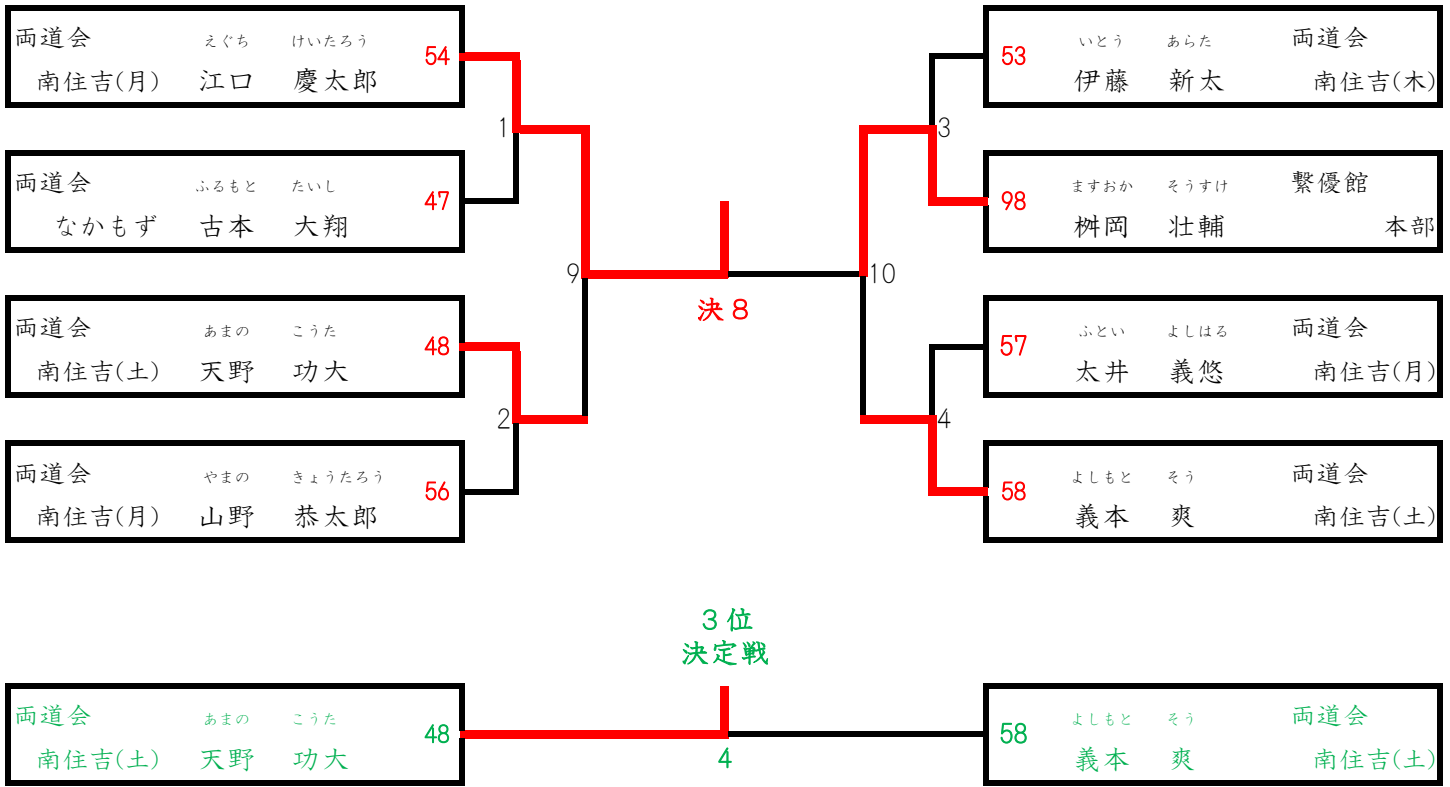 両道会 えぐち けいたろう
南住吉(月) 江口 慶太郎 54
両道会 ふるもと たいし
なかもず 古本 大翔 47
両道会 あまの こうた
南住吉(土) 天野 功大 48
両道会 やまの きょうたろう
南住吉(月) 山野 恭太郎 56
1
2
9
決8
10
3
4
いとう あらた 両道会
53 伊藤 新太 南住吉(木)
ますおか そうすけ 繋優館
98 桝岡 壮輔 本部
ふとい よしはる 両道会
57 太井 義悠 南住吉(月)
よしもと そう 両道会
58 義本 爽 南住吉(土)
3位
決定戦
両道会 あまの こうた
南住吉(土) 天野 功大 48
4
よしもと そう 両道会
58 義本 爽 南住吉(土)